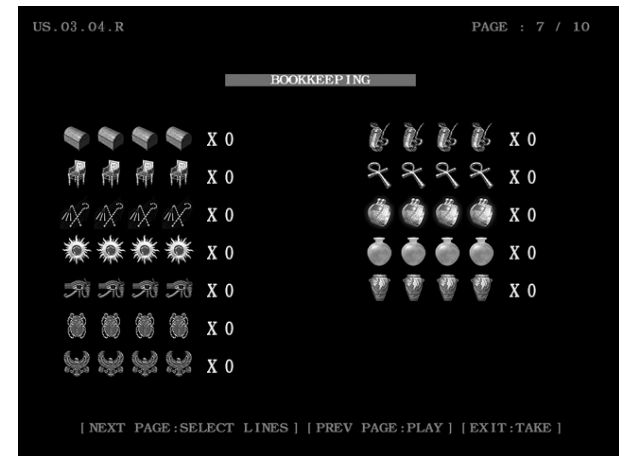 US.03.04.R
PAGE : 7 / 10
BOOKKEEPING
X 0
X 0
X 0
X 0
X 0
X 0
X 0
X 0
X 0
X 0
X 0
X 0
[ NEXT PAGE:SELECT LINES ] [ PREV PAGE:PLAY ] [ EXIT:TAKE ]